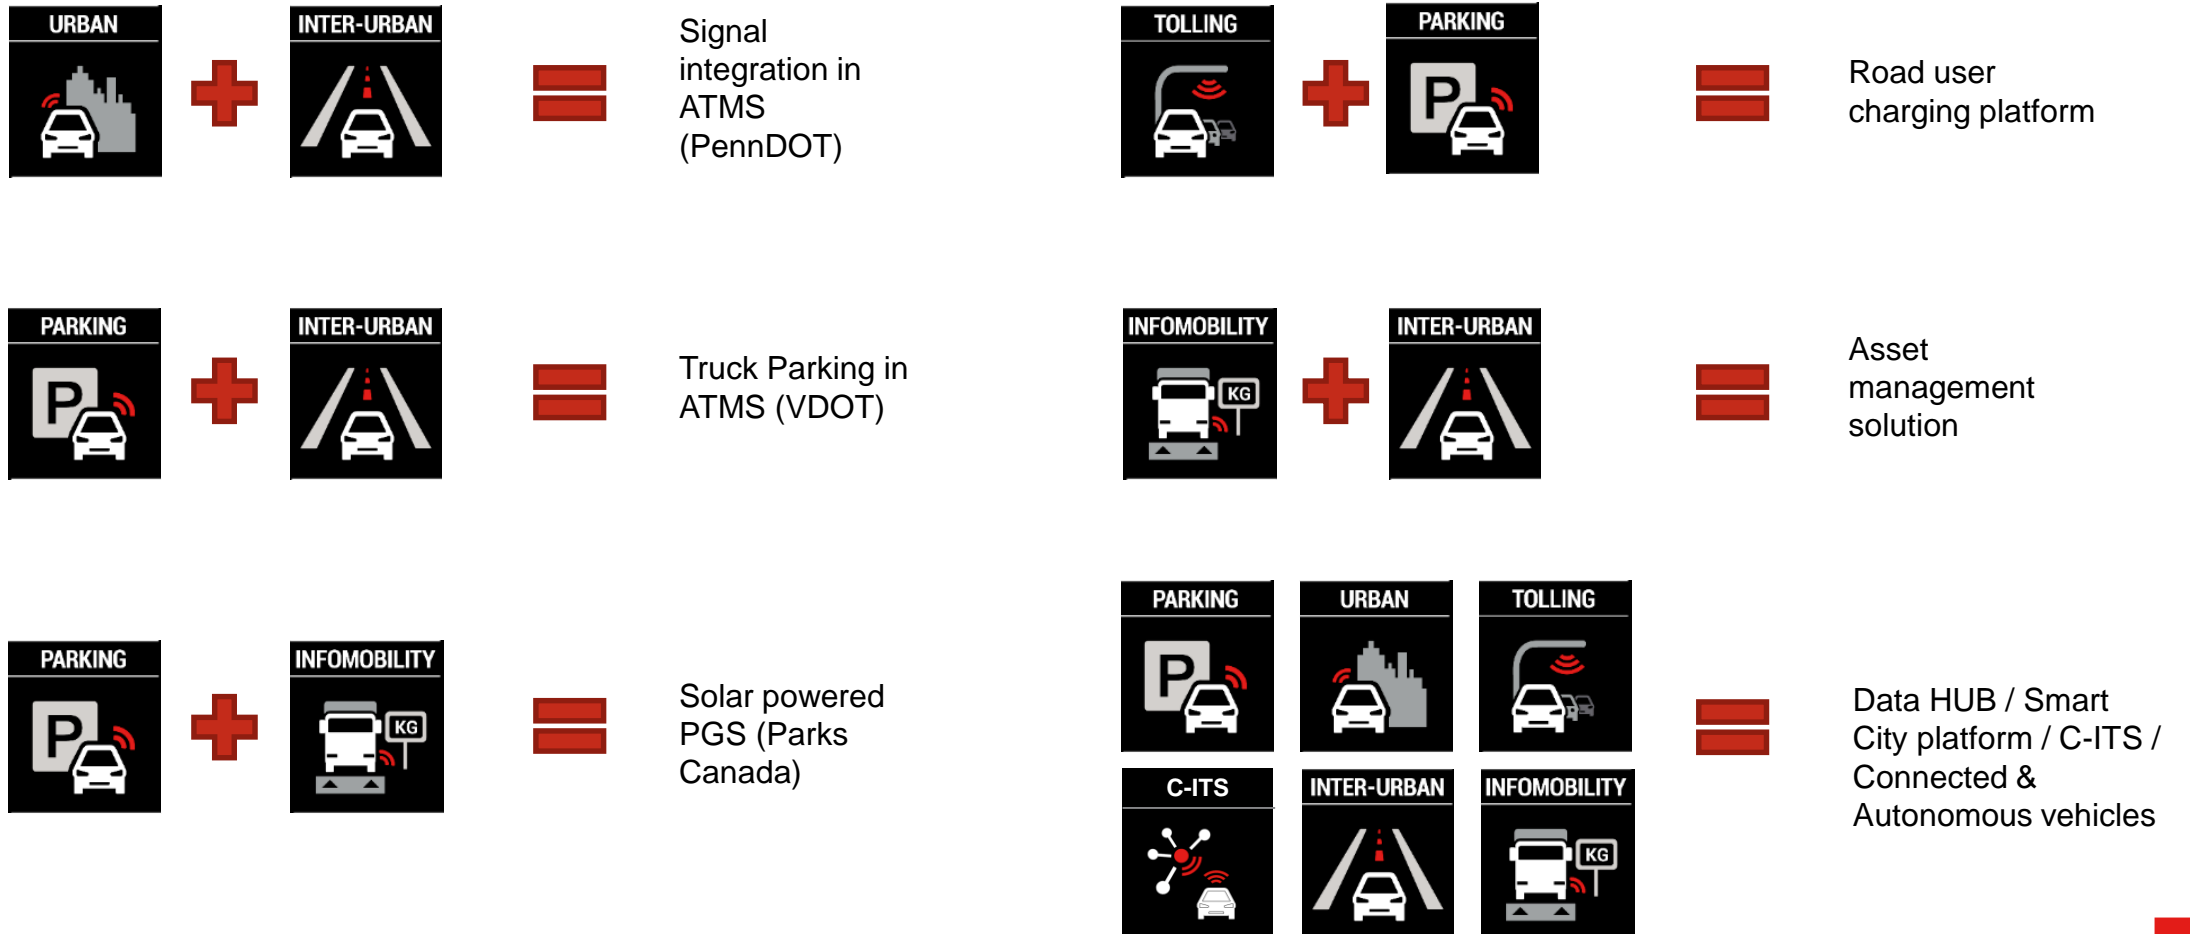 URBAN
INTER-URBAN
Signal
integration in
ATMS
(PennDOT)
TOLLING
PARKING
P
Road user
charging platform
PARKING
P
INTER-URBAN
Truck Parking in
ATMS (VDOT)
INFOMOBILITY
KG
INTER-URBAN
Asset
management
solution
PARKING
P
INFOMOBILITY
KG
Solar powered
PGS (Parks
Canada)
PARKING
P
URBAN
TOLLING
C-ITS
INTER-URBAN
INFOMOBILITY
KG
Data HUB / Smart
City platform / C-ITS /
Connected &
Autonomous vehicles